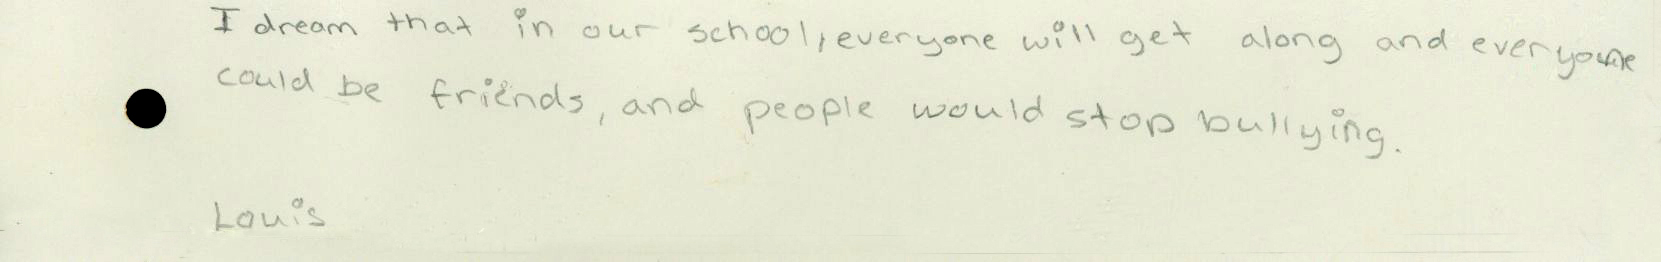 I dream that in our school, everyone will get along and everyone
could be friends, and people would stop bullying.
Louis